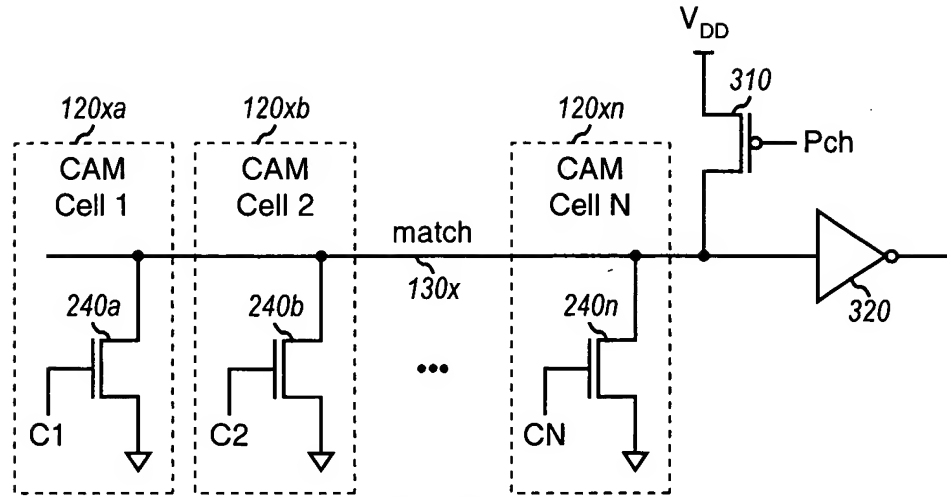 V_DD
310
120xa
120xb
120xn
CAM
Cell 1
CAM
Cell 2
CAM
Cell N
Pch
match
130x
320
240a
240b
240n
•••
C1
C2
CN